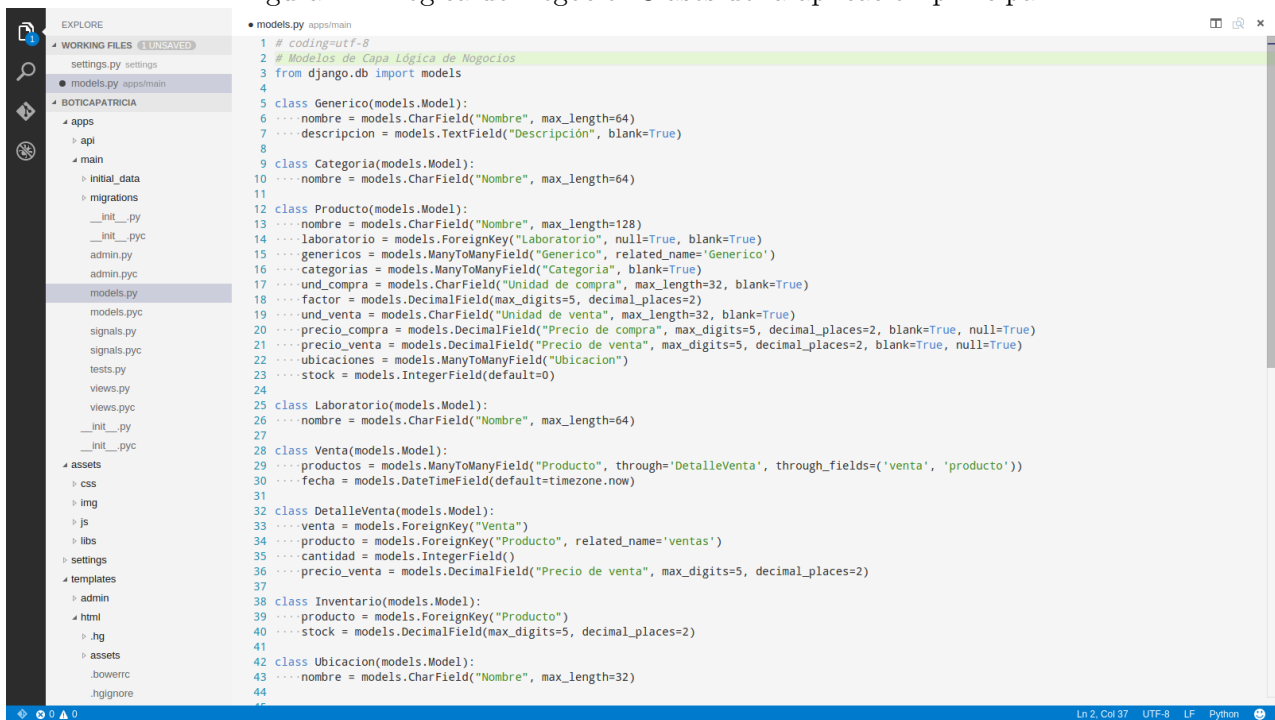 EXPLORE
WORKING FILES 1 UNSAVED
settings.py settings
models.py apps/main
BOTICAPATRICIA
apps
api
main
initial_data
migrations
__init__.py
__init__.pyc
admin.py
admin.pyc
models.py
models.pyc
signals.py
signals.pyc
tests.py
views.py
views.pyc
__init__.py
__init__.pyc
assets
css
img
js
libs
settings
templates
admin
html
.hg
assets
.bowerrc
.hgignore
models.py apps/main
1 # coding=utf-8
2 # Modelos de Capa Lógica de Negocios
3 from django.db import models
4
5 class Generico(models.Model):
6 ····nombre = models.CharField("Nombre", max_length=64)
7 ····descripcion = models.TextField("Descripción", blank=True)
8
9 class Categoria(models.Model):
10 ····nombre = models.CharField("Nombre", max_length=64)
11
12 class Producto(models.Model):
13 ····nombre = models.CharField("Nombre", max_length=128)
14 ····laboratorio = models.ForeignKey("Laboratorio", null=True, blank=True)
15 ····genericos = models.ManyToManyField("Generico", related_name='Generico')
16 ····categorias = models.ManyToManyField("Categoria", blank=True)
17 ····und_compra = models.CharField("Unidad de compra", max_length=32, blank=True)
18 ····factor = models.DecimalField(max_digits=5, decimal_places=2)
19 ····und_venta = models.CharField("Unidad de venta", max_length=32, blank=True)
20 ····precio_compra = models.DecimalField("Precio de compra", max_digits=5, decimal_places=2, blank=True, null=True)
21 ····precio_venta = models.DecimalField("Precio de venta", max_digits=5, decimal_places=2, blank=True, null=True)
22 ····ubicaciones = models.ManyToManyField("Ubicacion")
23 ····stock = models.IntegerField(default=0)
24
25 class Laboratorio(models.Model):
26 ····nombre = models.CharField("Nombre", max_length=64)
27
28 class Venta(models.Model):
29 ····productos = models.ManyToManyField("Producto", through='DetalleVenta', through_fields=('venta', 'producto'))
30 ····fecha = models.DateTimeField(default=timezone.now)
31
32 class DetalleVenta(models.Model):
33 ····venta = models.ForeignKey("Venta")
34 ····producto = models.ForeignKey("Producto", related_name='ventas')
35 ····cantidad = models.IntegerField()
36 ····precio_venta = models.DecimalField("Precio de venta", max_digits=5, decimal_places=2)
37
38 class Inventario(models.Model):
39 ····producto = models.ForeignKey("Producto")
40 ····stock = models.DecimalField(max_digits=5, decimal_places=2)
41
42 class Ubicacion(models.Model):
43 ····nombre = models.CharField("Nombre", max_length=32)
44
1
0 0
Ln 2, Col 37 UTF-8 LF Python